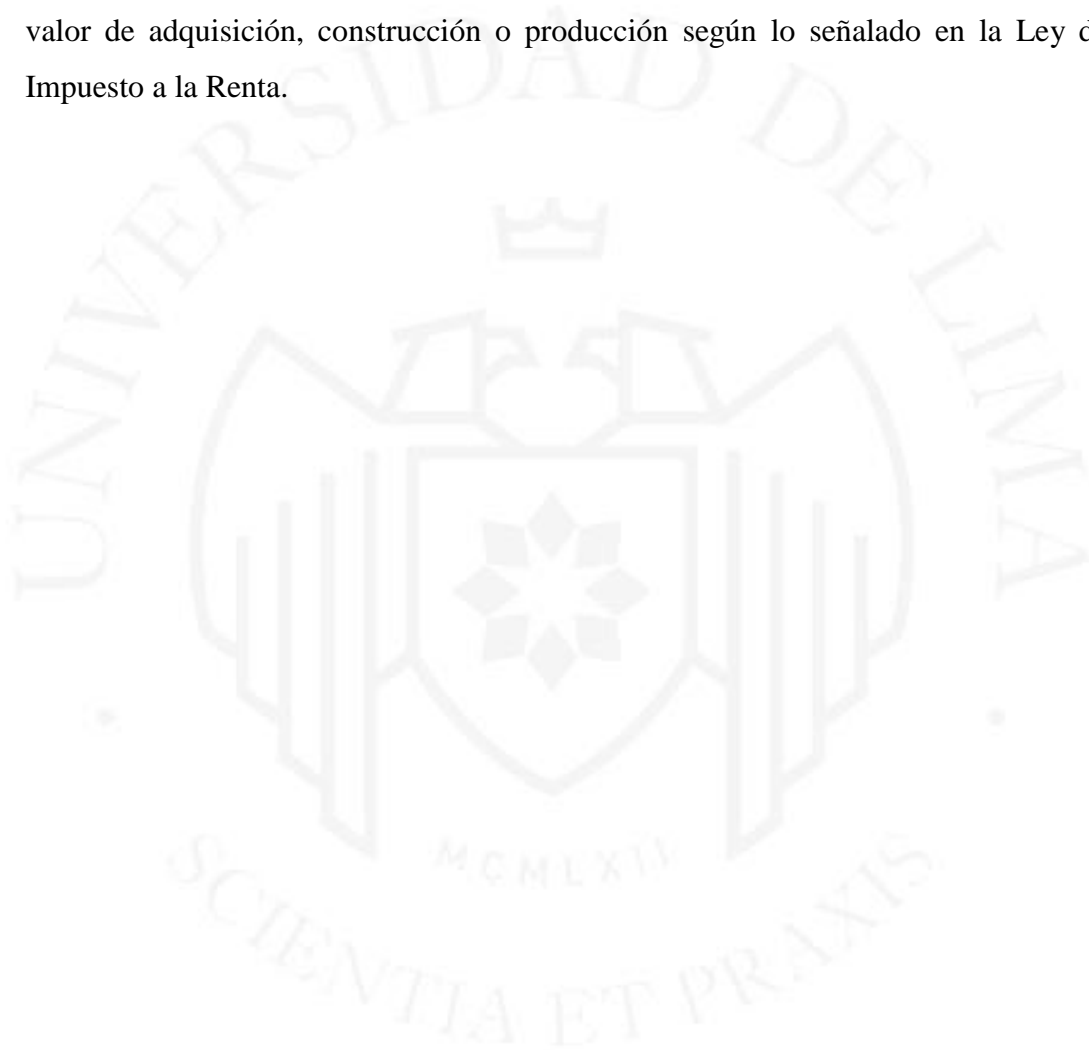 valor de adquisición, construcción o producción según lo señalado en la Ley d
Impuesto a la Renta.
UNIVERSIDAD DE LIMA
MCMLXII
SCIENTIA ET PRAXIS